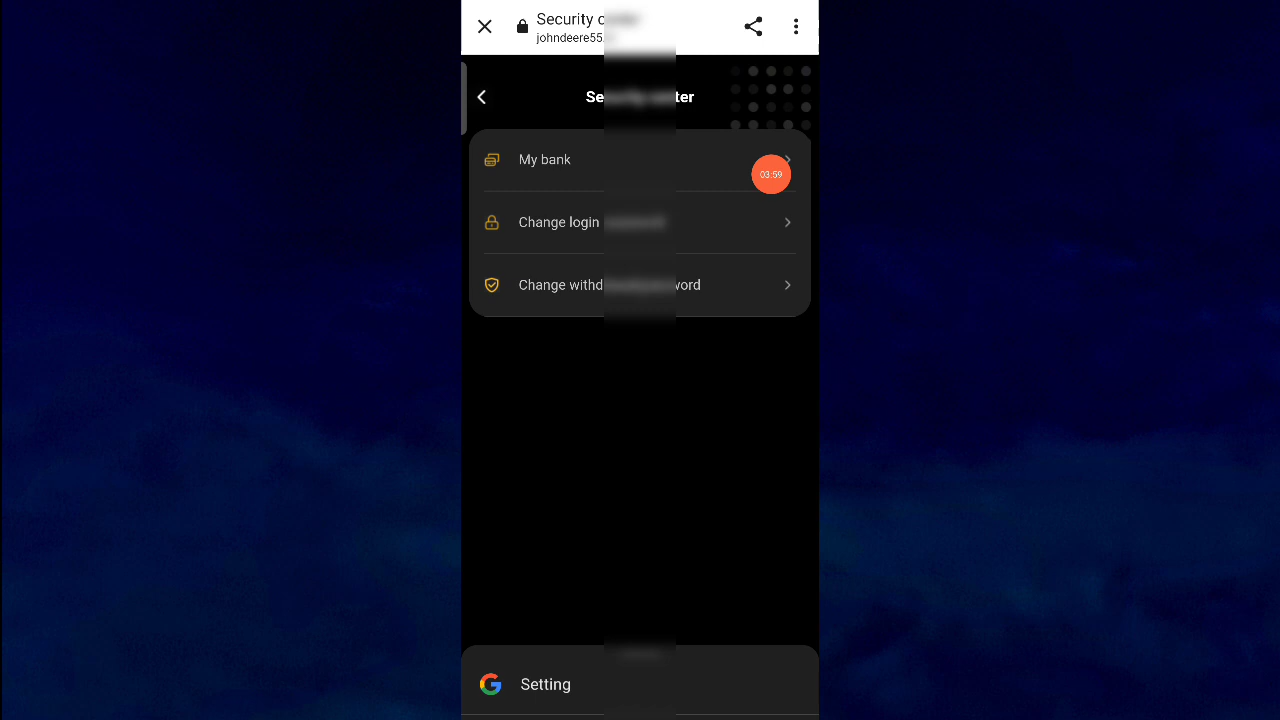 Security
johndeere55.
Security center
My bank
03:59
Change login
Change withd word
Setting